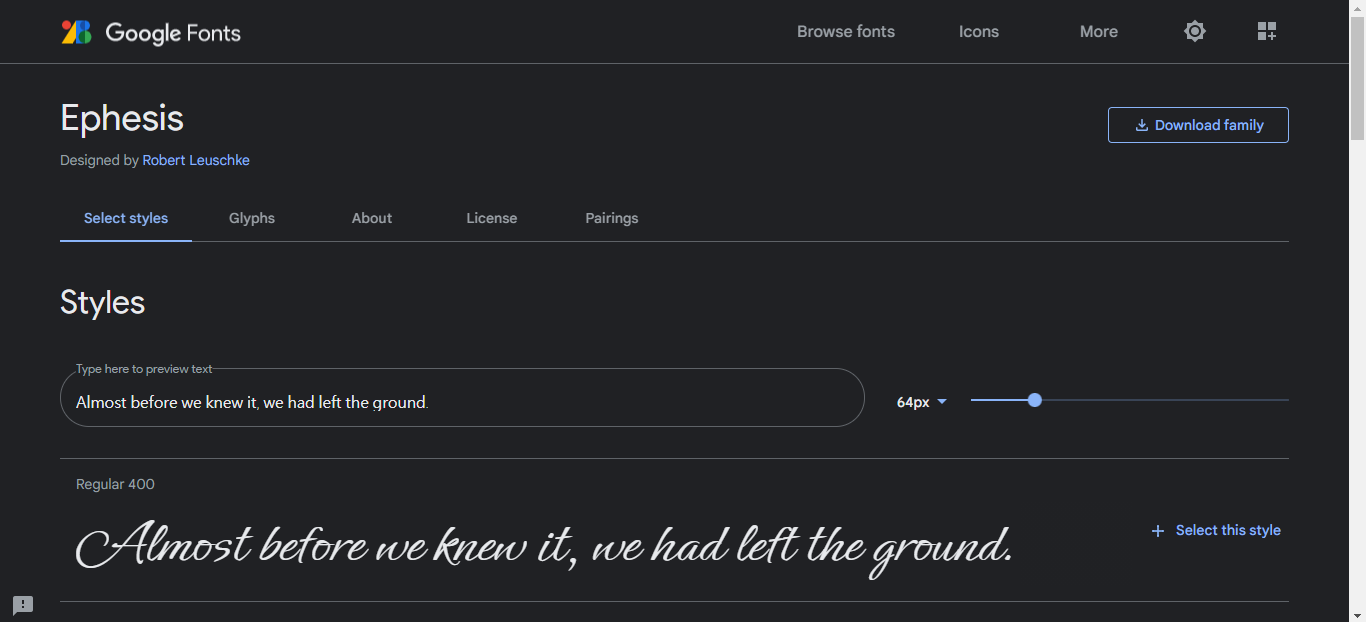 Google Fonts
Browse fonts
Icons
More
Ephesis
Download family
Designed by Robert Leuschke
Select styles
Glyphs
About
License
Pairings
Styles
Type here to preview text
Almost before we knew it, we had left the ground.
64px
Regular 400
Almost before we knew it, we had left the ground.
Select this style